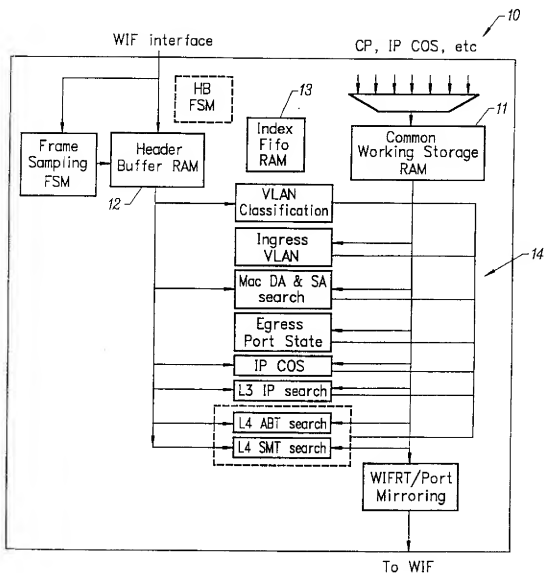 10
WIF interface
CP, IP COS, etc
HB
FSM
13
11
Frame
Sampling
FSM
Header
Buffer RAM
12
Index
Fifo
RAM
Common
Working Storage
RAM
VLAN
Classification
Ingress
VLAN
14
Mac DA & SA
search
Egress
Port State
IP COS
L3 IP search
L4 ABT search
L4 SMT search
WIFRT/Port
Mirroring
To WIF